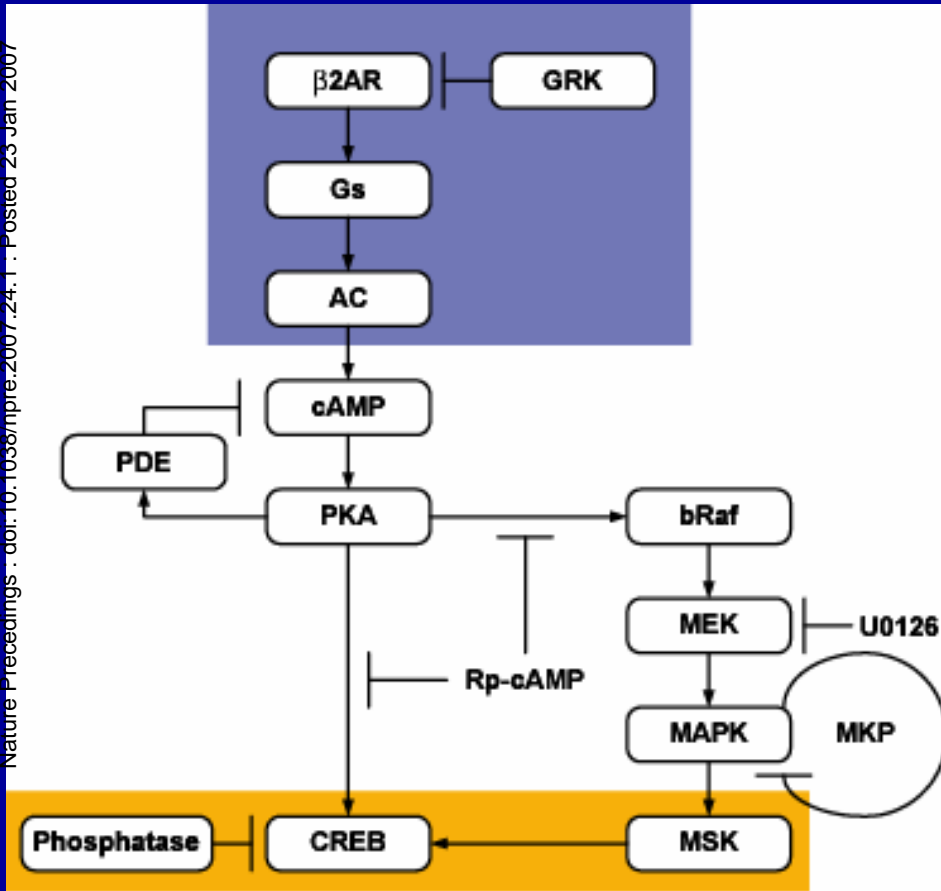 Nature Precedings : doi:10.1038/npre.2007.24.1 : Posted 23 Jan 2007
β2AR
GRK
Gs
AC
cAMP
PDE
PKA
bRaf
MEK
U0126
Rp-cAMP
MAPK
MKP
Phosphatase
CREB
MSK